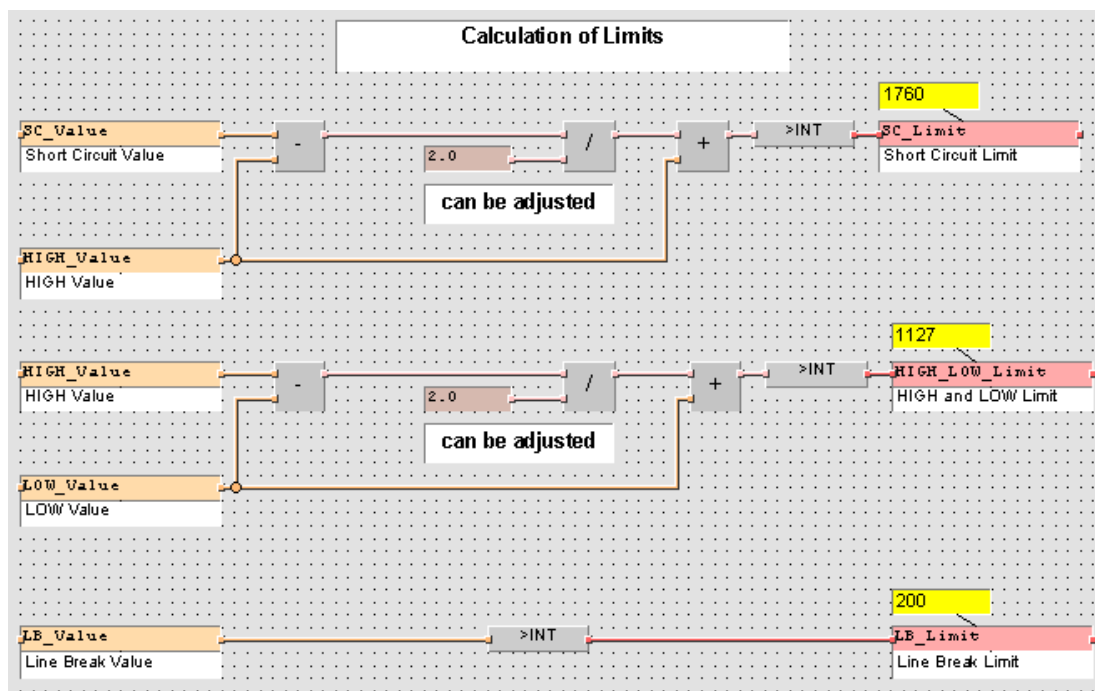 Calculation of Limits
1760
SC_Value
Short Circuit Value
-
2.0
/
+
>INT
SC_Limit
Short Circuit Limit
can be adjusted
HIGH_Value
HIGH Value
1127
HIGH_Value
HIGH Value
-
2.0
/
+
>INT
HIGH_LOW_Limit
HIGH and LOW Limit
can be adjusted
LOW_Value
LOW Value
200
LB_Value
Line Break Value
>INT
LB_Limit
Line Break Limit